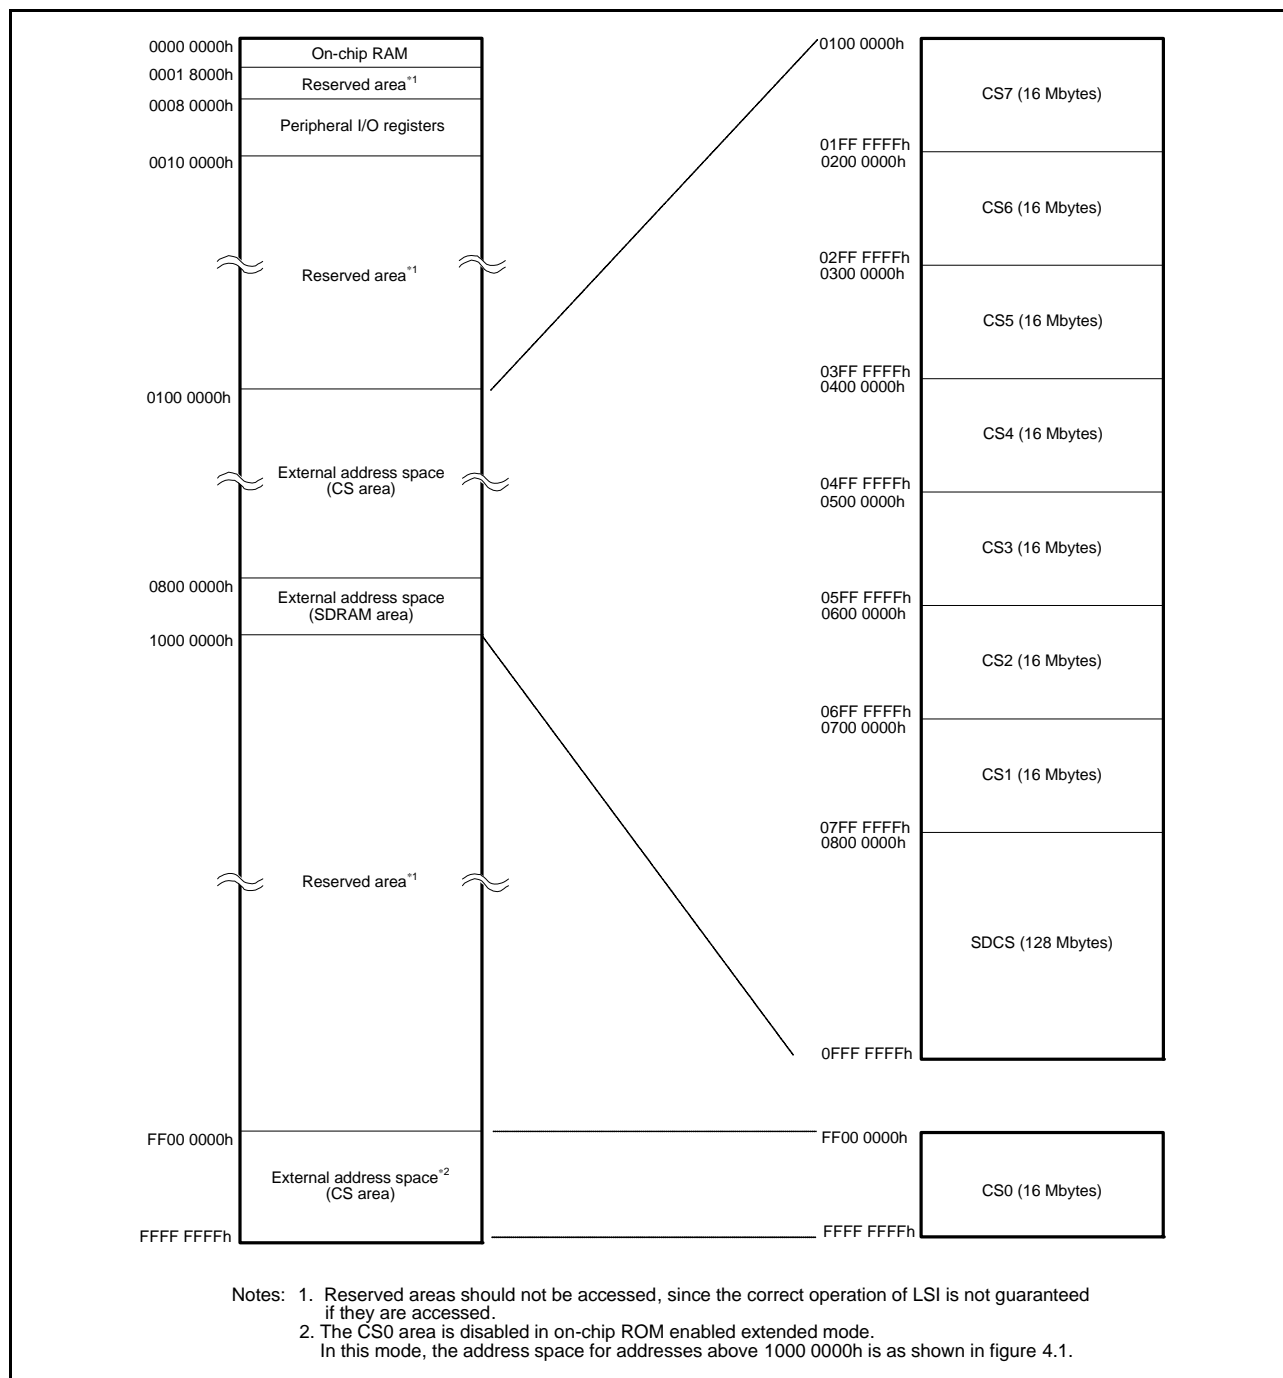 0000 0000h
On-chip RAM
0001 8000h
Reserved area*1
0008 0000h
Peripheral I/O registers
0010 0000h
Reserved area*1
0100 0000h
External address space
(CS area)
0800 0000h
External address space
(SDRAM area)
1000 0000h
Reserved area*1
FF00 0000h
External address space*2
(CS area)
FFFF FFFFh
0100 0000h
CS7 (16 Mbytes)
01FF FFFFh
0200 0000h
CS6 (16 Mbytes)
02FF FFFFh
0300 0000h
CS5 (16 Mbytes)
03FF FFFFh
0400 0000h
CS4 (16 Mbytes)
04FF FFFFh
0500 0000h
CS3 (16 Mbytes)
05FF FFFFh
0600 0000h
CS2 (16 Mbytes)
06FF FFFFh
0700 0000h
CS1 (16 Mbytes)
07FF FFFFh
0800 0000h
SDCS (128 Mbytes)
0FFF FFFFh
FF00 0000h
CS0 (16 Mbytes)
FFFF FFFFh
Notes: 1. Reserved areas should not be accessed, since the correct operation of LSI is not guaranteed
if they are accessed.
2. The CS0 area is disabled in on-chip ROM enabled extended mode.
In this mode, the address space for addresses above 1000 0000h is as shown in figure 4.1.